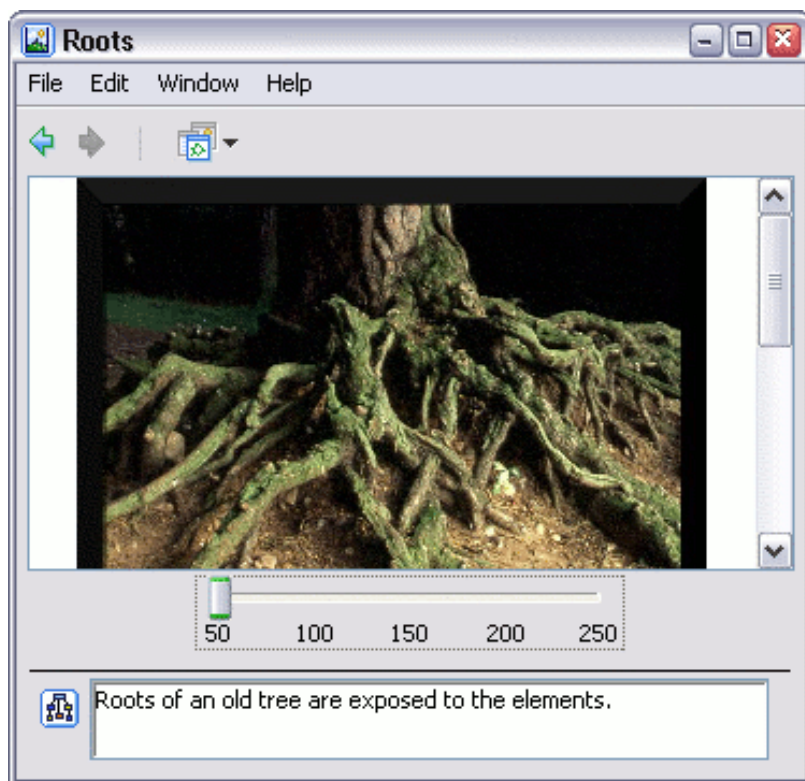 Roots
File Edit Window Help
50 100 150 200 250
Roots of an old tree are exposed to the elements.